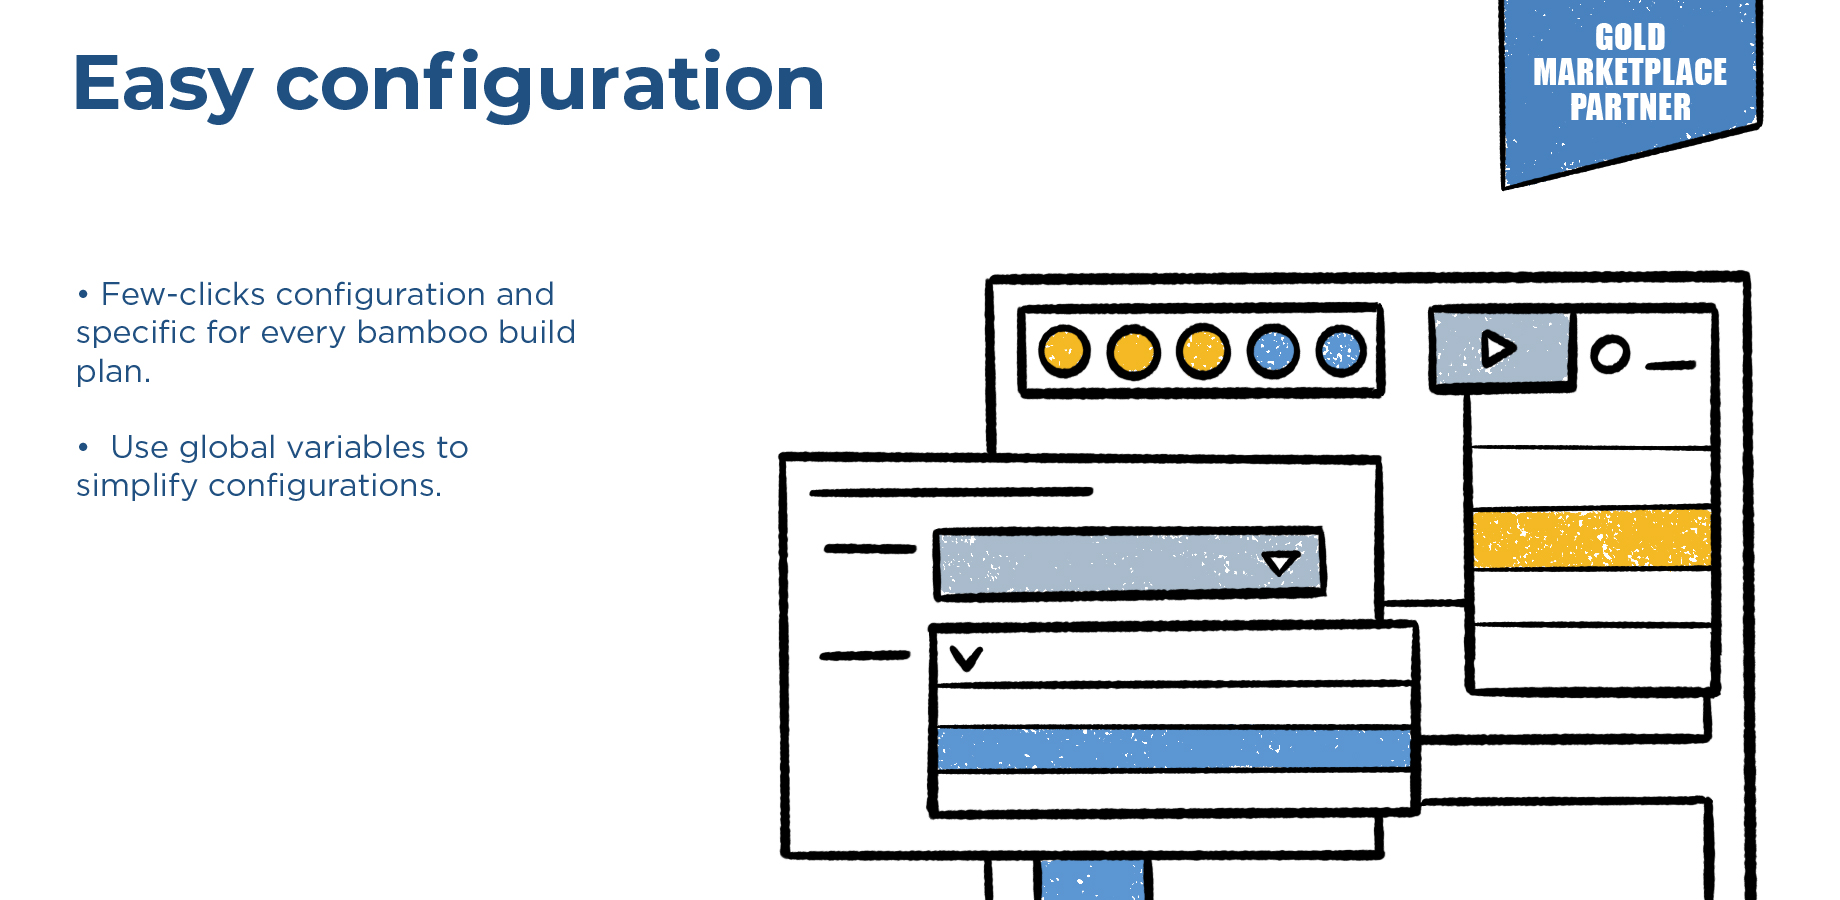 Easy configuration
GOLD
MARKETPLACE
PARTNER
• Few-clicks configuration and
specific for every bamboo build
plan.
• Use global variables to
simplify configurations.